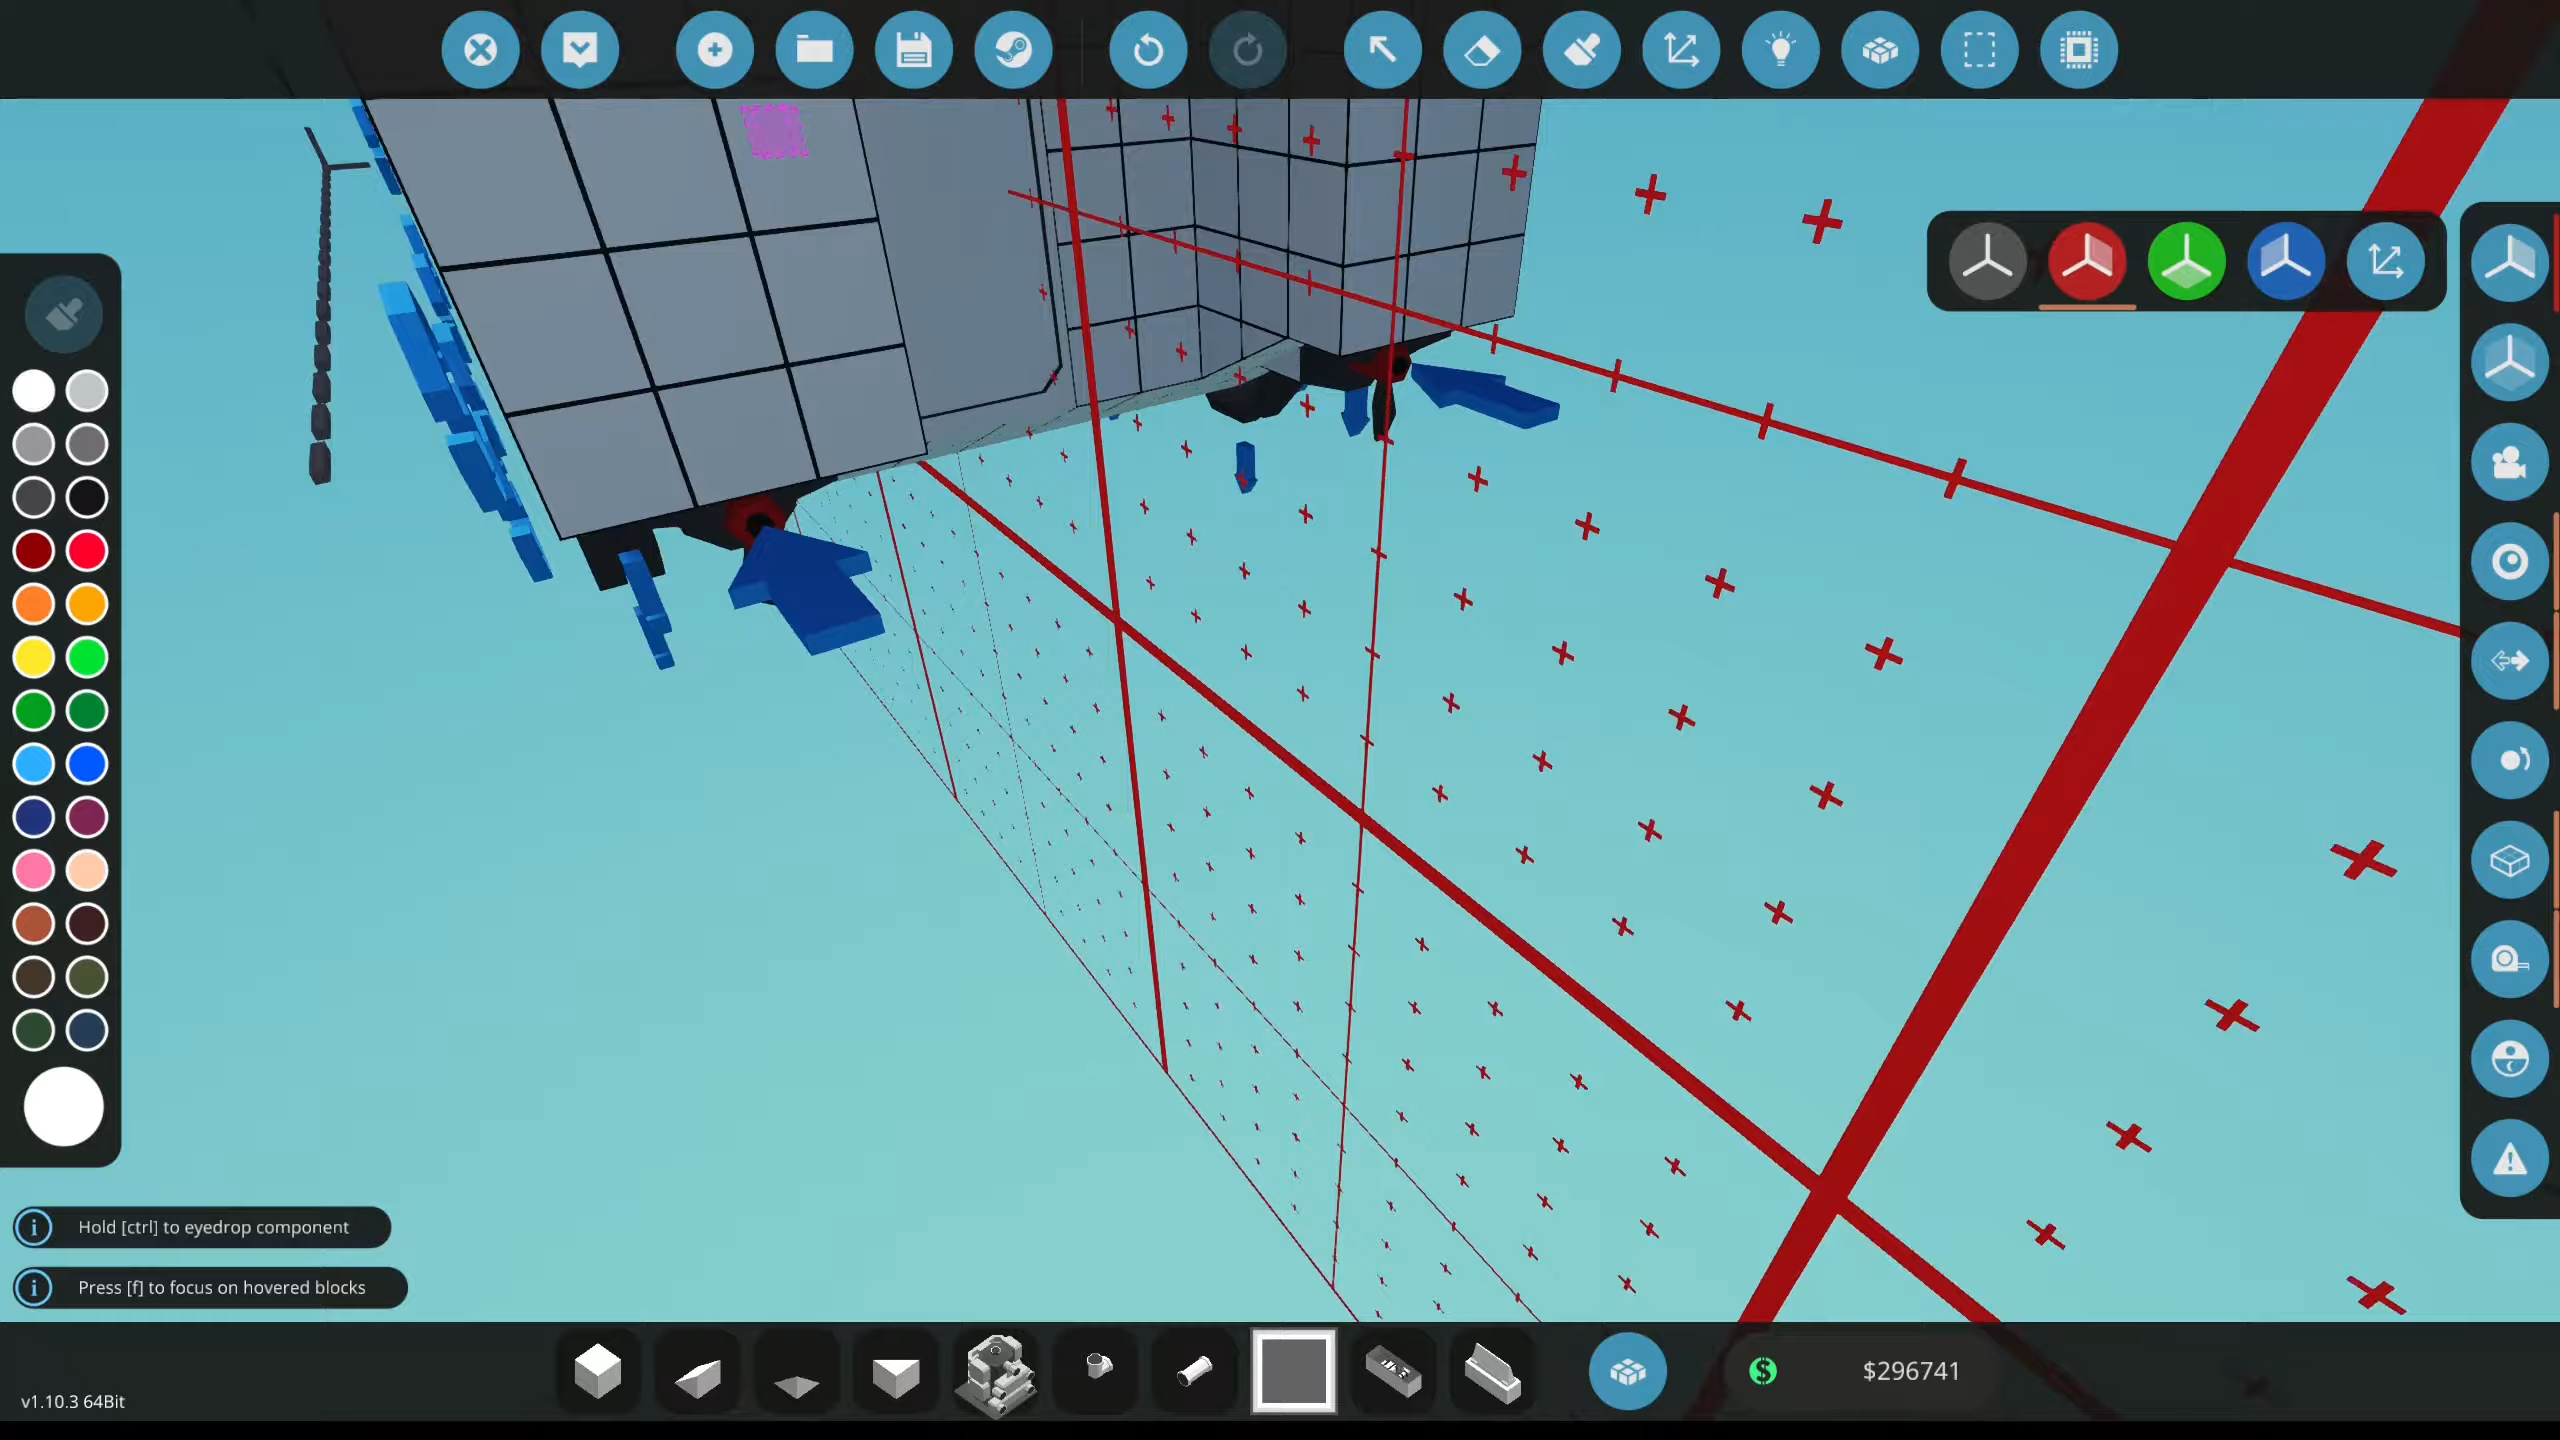 Hold [ctrl] to eyedrop component
Press [f] to focus on hovered blocks
$296741
v1.10.3 64Bit